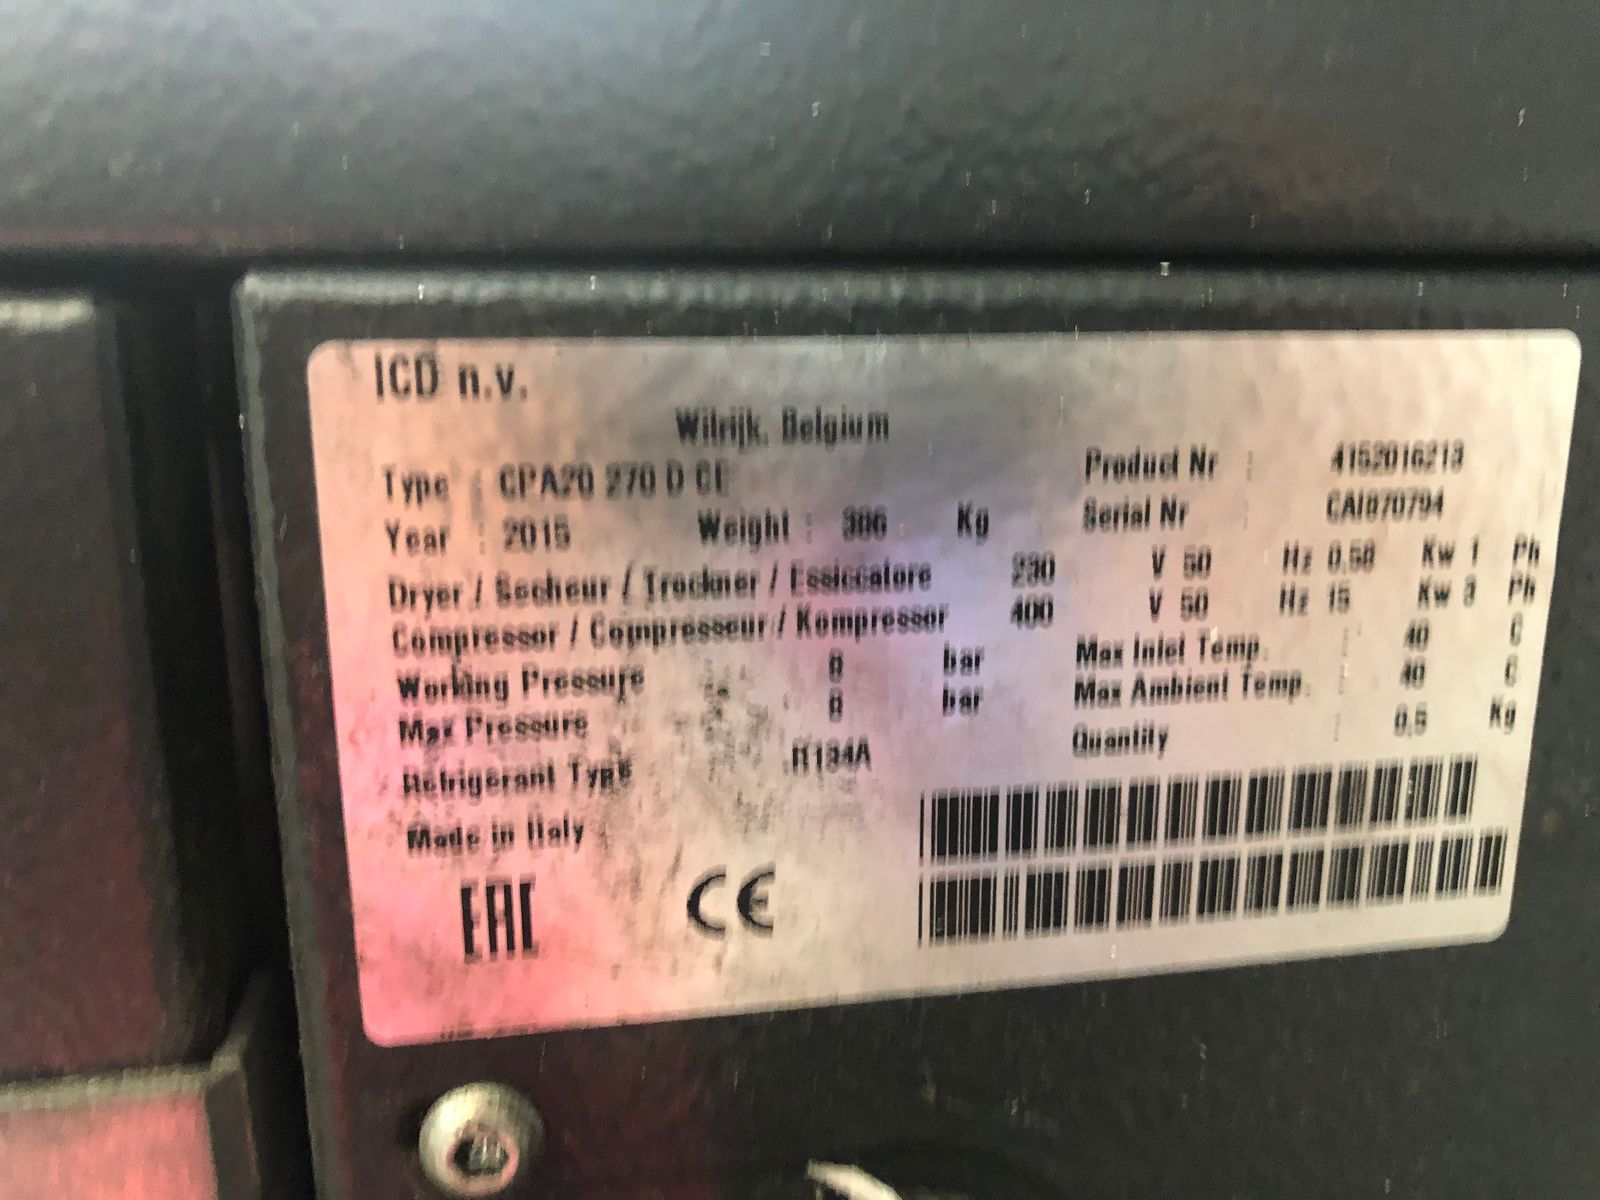 ICD n.v.
Wilrijk, Belgium
Type : CPA20 270 D CE
Product Nr : 4152016213
Year : 2015 Weight : Kg
Serial Nr : CAI870794
Dryer / Secheur / Trockner / Essiccatore 230 V 50 Hz 0,58 Kw 1 Ph
Compressor / Compresseur / Kompressor 400 V 50 Hz 15 Kw 3 Ph
Working Pressure : 8 bar
Max Inlet Temp. : 40 C
Max Pressure : 8 bar
Max Ambient Temp. : 40 C
Refrigerant Type : R134A
Quantity : 0,5 Kg
Made in Italy
EAC CE